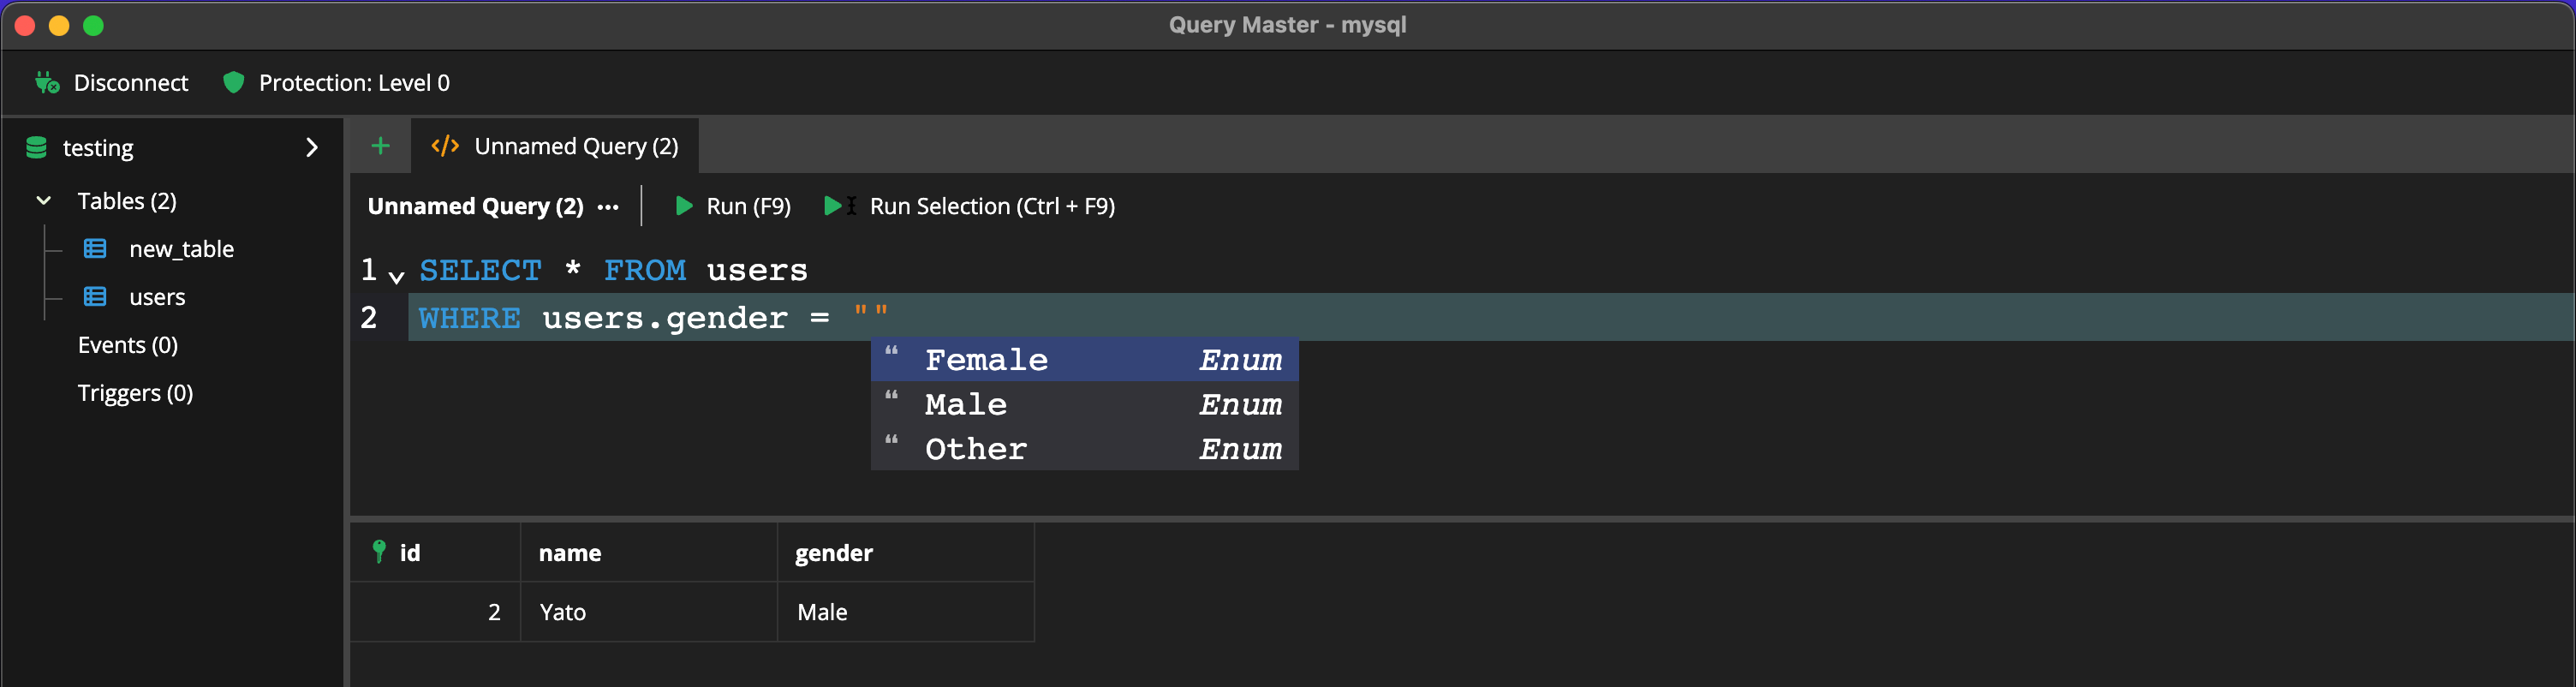 Query Master - mysql
Disconnect
Protection: Level 0
testing
Tables (2)
new_table
users
Events (0)
Triggers (0)
Unnamed Query (2)
Unnamed Query (2) ··· Run (F9) Run Selection (Ctrl + F9)
1 SELECT * FROM users
2 WHERE users.gender = ""
“ Female Enum
“ Male Enum
“ Other Enum
id name gender
2 Yato Male